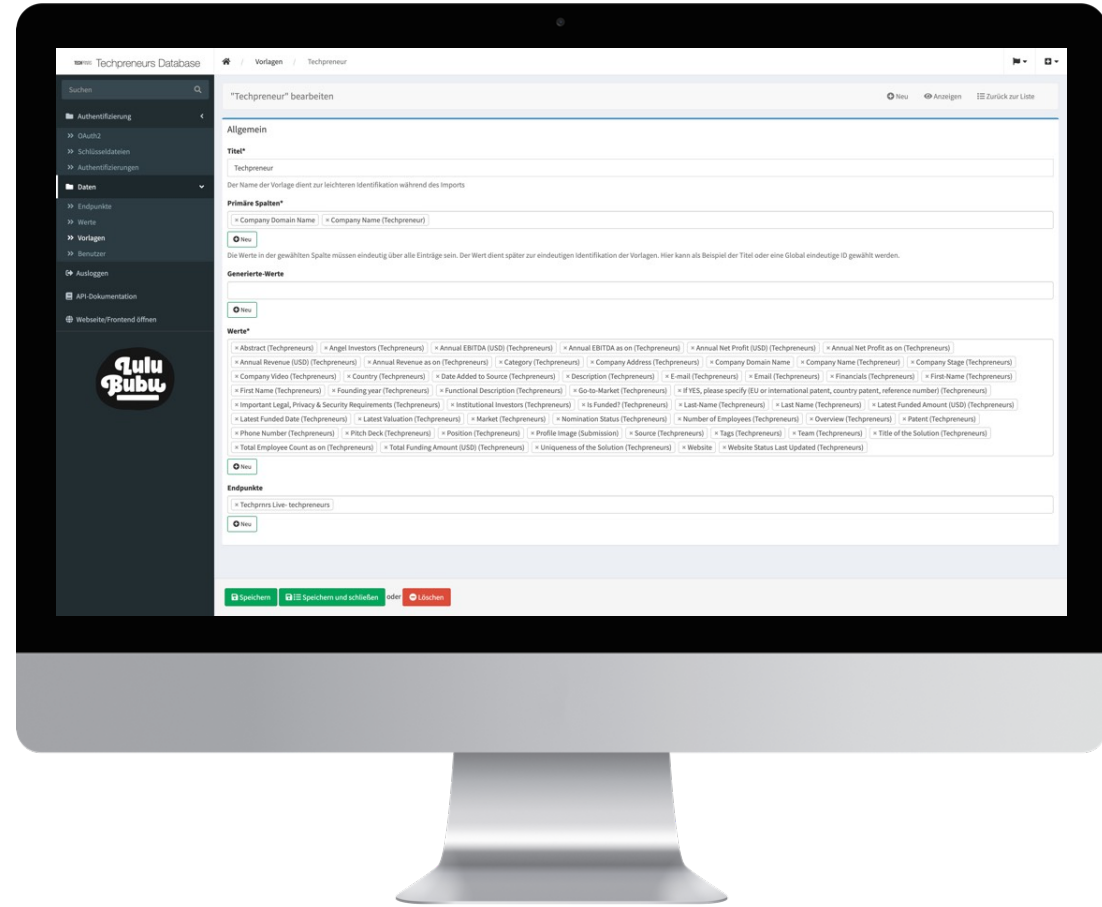 Techpreneurs Database
Vorlagen / Techpreneur
Suchen
"Techpreneur" bearbeiten
Neu
Anzeigen
Zurück zur Liste
Authentifizierung
OAuth2
Schlüsseldateien
Authentifizierungen
Daten
Endpunkte
Werte
Vorlagen
Benutzer
Ausloggen
API-Dokumentation
Webseite/Frontend öffnen
Lulu
Bubu
Allgemein
Titel*
Techpreneur
Der Name der Vorlage dient zur leichteren Identifikation während des Imports
Primäre Spalten*
× Company Domain Name × Company Name (Techpreneur)
Neu
Die Werte in der gewählten Spalte müssen eindeutig über alle Einträge sein. Der Wert dient später zur eindeutigen Identifikation der Vorlagen. Hier kann als Beispiel der Titel oder eine Global eindeutige ID gewählt werden.
Generierte-Werte
Neu
Werte*
× Abstract (Techpreneurs) × Angel Investors (Techpreneurs) × Annual EBITDA (USD) (Techpreneurs) × Annual EBITDA as on (Techpreneurs) × Annual Net Profit (USD) (Techpreneurs) × Annual Net Profit as on (Techpreneurs)
× Annual Revenue (USD) (Techpreneurs) × Annual Revenue as on (Techpreneurs) × Category (Techpreneurs) × Company Address (Techpreneurs) × Company Domain Name × Company Name (Techpreneur) × Company Stage (Techpreneurs)
× Company Video (Techpreneurs) × Country (Techpreneurs) × Date Added to Source (Techpreneurs) × Description (Techpreneurs) × E-mail (Techpreneurs) × Email (Techpreneurs) × Financials (Techpreneurs) × First-Name (Techpreneurs)
× First Name (Techpreneurs) × Founding year (Techpreneurs) × Functional Description (Techpreneurs) × Go-to-Market (Techpreneurs) × If YES, please specify (EU or international patent, country patent, reference number) (Techpreneurs)
× Important Legal, Privacy & Security Requirements (Techpreneurs) × Institutional Investors (Techpreneurs) × Is Funded? (Techpreneurs) × Last-Name (Techpreneurs) × Last Name (Techpreneurs) × Latest Funded Amount (USD) (Techpreneurs)
× Latest Funded Date (Techpreneurs) × Latest Valuation (Techpreneurs) × Market (Techpreneurs) × Nomination Status (Techpreneurs) × Number of Employees (Techpreneurs) × Overview (Techpreneurs) × Patent (Techpreneurs)
× Phone Number (Techpreneurs) × Pitch Deck (Techpreneurs) × Position (Techpreneurs) × Profile Image (Submission) × Source (Techpreneurs) × Tags (Techpreneurs) × Team (Techpreneurs) × Title of the Solution (Techpreneurs)
× Total Employee Count as on (Techpreneurs) × Total Funding Amount (USD) (Techpreneurs) × Uniqueness of the Solution (Techpreneurs) × Website × Website Status Last Updated (Techpreneurs)
Neu
Endpunkte
× Techprnrs Live- techpreneurs
Neu
Speichern
Speichern und schließen
oder
Löschen